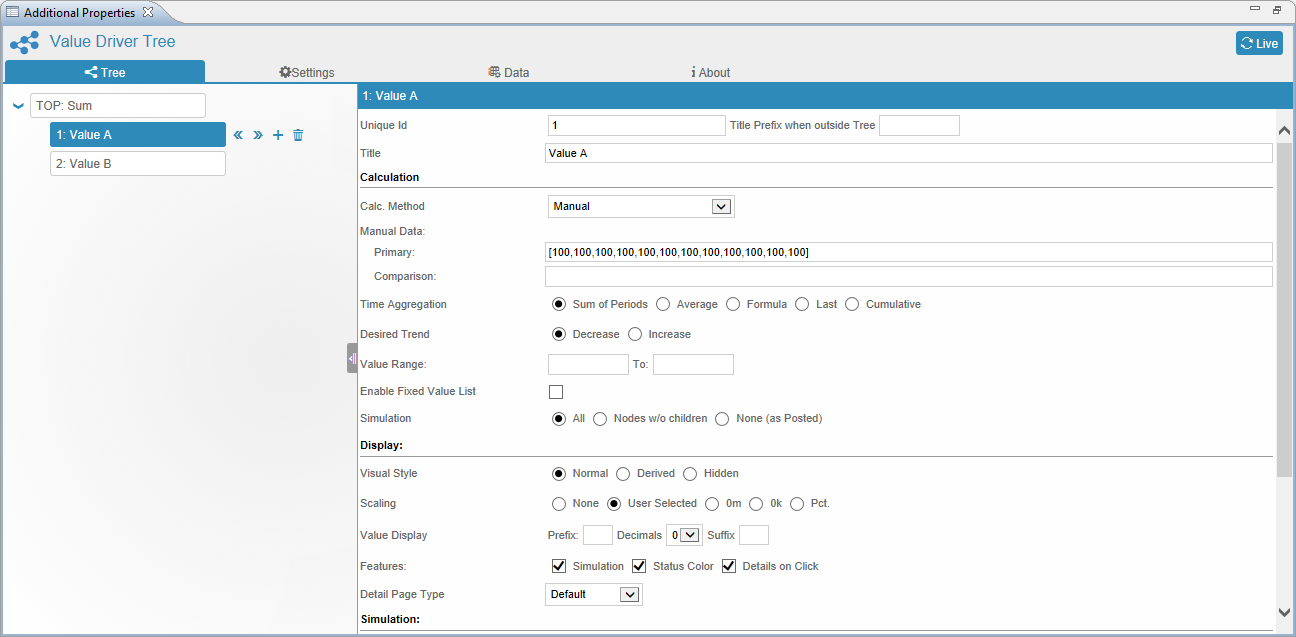 Additional Properties
Value Driver Tree
Live
Tree Settings Data About
TOP: Sum
1: Value A
2: Value B
1: Value A
Unique Id 1 Title Prefix when outside Tree
Title Value A
Calculation
Calc. Method Manual
Manual Data:
Primary: [100,100,100,100,100,100,100,100,100,100,100,100]
Comparison:
Time Aggregation Sum of Periods Average Formula Last Cumulative
Desired Trend Decrease Increase
Value Range: To:
Enable Fixed Value List
Simulation All Nodes w/o children None (as Posted)
Display:
Visual Style Normal Derived Hidden
Scaling None User Selected 0m 0k Pct.
Value Display Prefix: Decimals 0 Suffix
Features: Simulation Status Color Details on Click
Detail Page Type Default
Simulation: